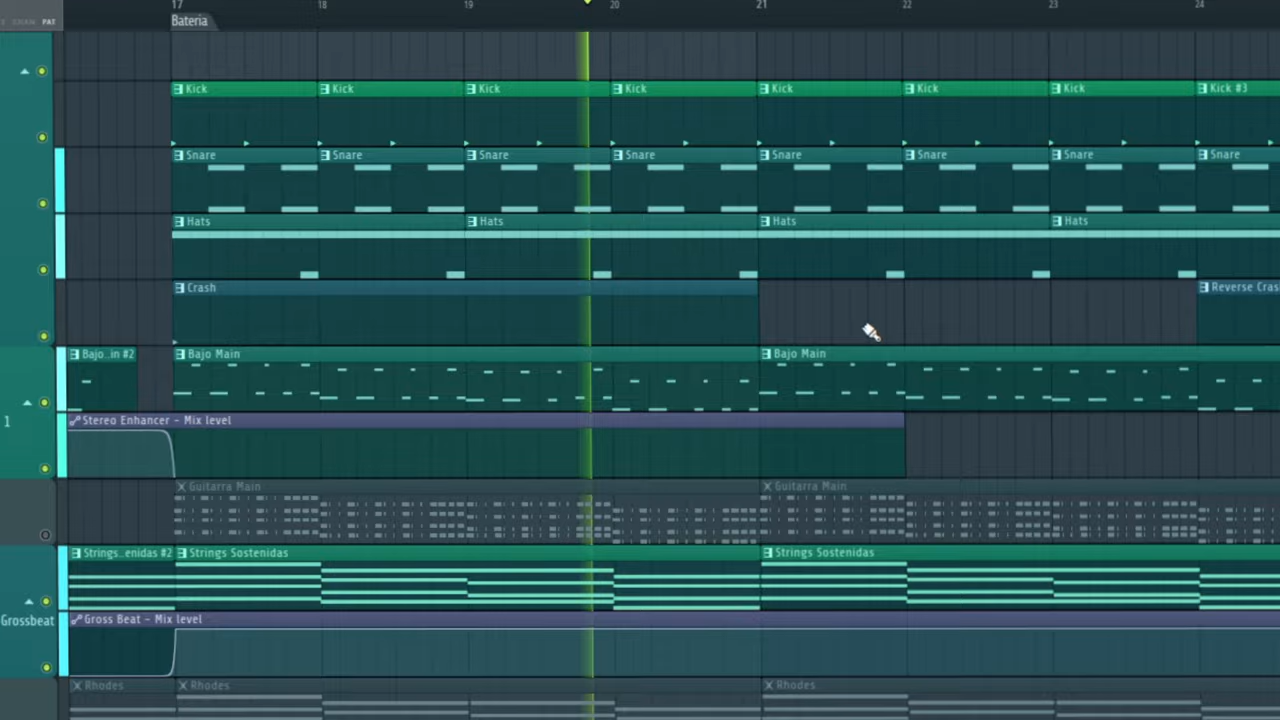 CHAN PAT
17 18 19 20 21 22 23 24
Bateria
Kick Kick Kick Kick Kick Kick Kick Kick #3
Snare Snare Snare Snare Snare Snare Snare Snare
Hats Hats Hats Hats
Crash Reverse Cras
Bajo..in #2 Bajo Main Bajo Main
1
Stereo Enhancer - Mix level
Guitarra Main Guitarra Main
Strings..enidas #2 Strings Sostenidas Strings Sostenidas
Grossbeat
Gross Beat - Mix level
Rhodes Rhodes Rhodes